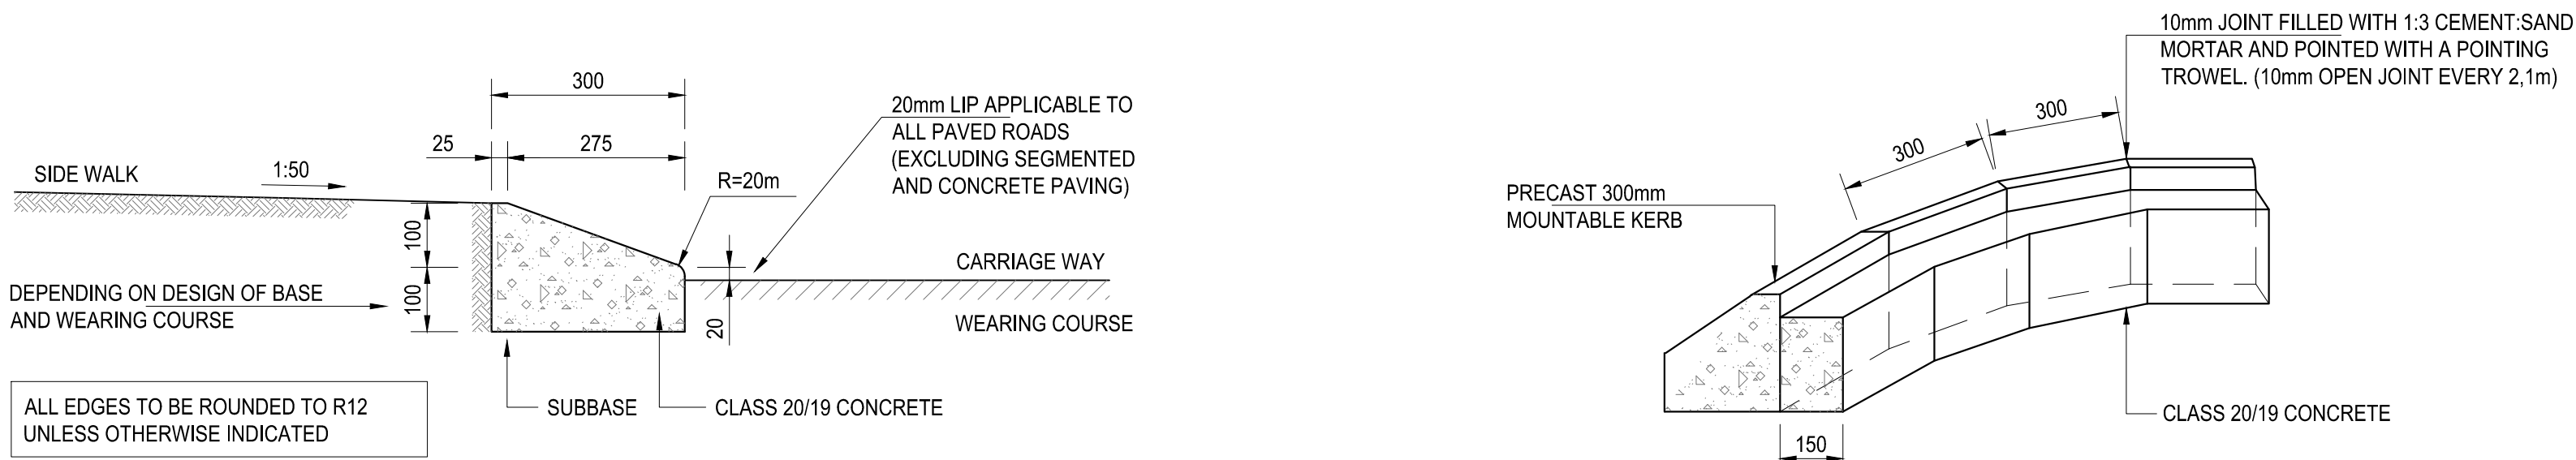 300
25
275
SIDE WALK
1:50
100
100
DEPENDING ON DESIGN OF BASE
AND WEARING COURSE
ALL EDGES TO BE ROUNDED TO R12
UNLESS OTHERWISE INDICATED
20mm LIP APPLICABLE TO
ALL PAVED ROADS
(EXCLUDING SEGMENTED
AND CONCRETE PAVING)
R=20m
CARRIAGE WAY
WEARING COURSE
20
SUBBASE
CLASS 20/19 CONCRETE
10mm JOINT FILLED WITH 1:3 CEMENT:SAND
MORTAR AND POINTED WITH A POINTING
TROWEL. (10mm OPEN JOINT EVERY 2,1m)
300
300
PRECAST 300mm
MOUNTABLE KERB
CLASS 20/19 CONCRETE
150